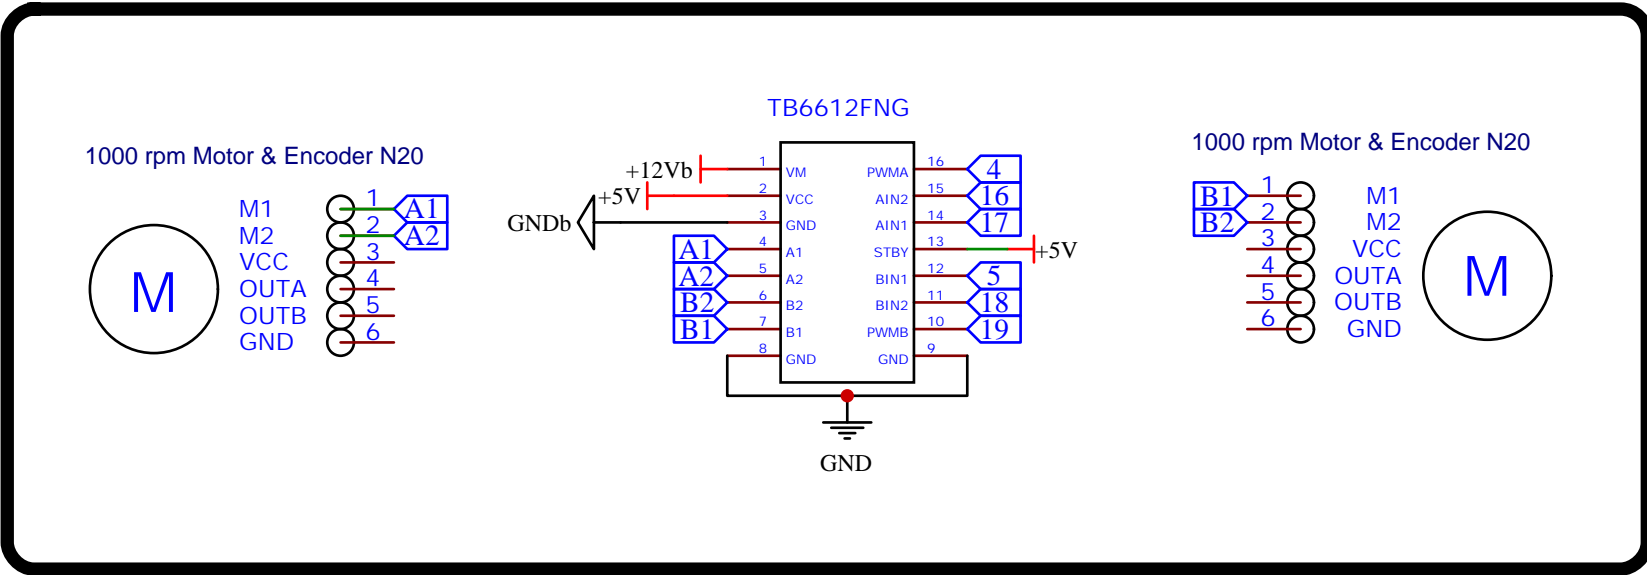 TB6612FNG
1000 rpm Motor & Encoder N20
M
M1 1 A1
M2 2 A2
VCC 3
OUTA 4
OUTB 5
GND 6
+12Vb 1 VM PWMA 16 4
+5V 2 VCC AIN2 15 16
GNDb 3 GND AIN1 14 17
A1 4 A1 STBY 13 +5V
A2 5 A2 BIN1 12 5
B2 6 B2 BIN2 11 18
B1 7 B1 PWMB 10 19
8 GND GND 9
GND
1000 rpm Motor & Encoder N20
B1 1 M1
B2 2 M2
3 VCC
4 OUTA
5 OUTB
6 GND
M